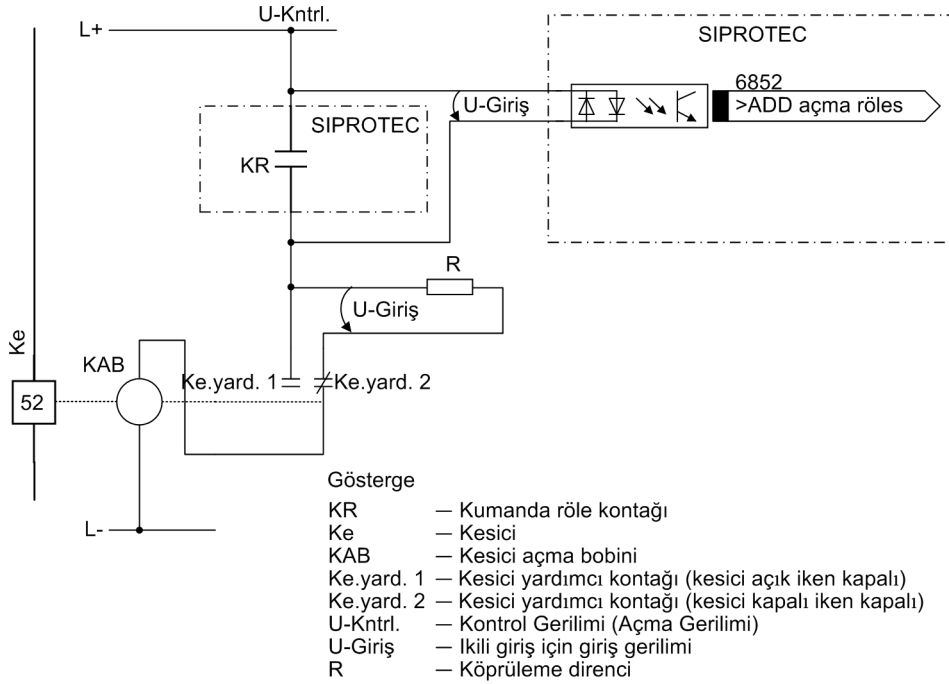 U-Kntrl.
L+
SIPROTEC
6852
>ADD açma röles
U-Giriş
SIPROTEC
KR
R
U-Giriş
Ke
KAB
Ke.yard. 1
Ke.yard. 2
52
L-
Gösterge
KR — Kumanda röle kontağı
Ke — Kesici
KAB — Kesici açma bobini
Ke.yard. 1 — Kesici yardımcı kontağı (kesici açık iken kapalı)
Ke.yard. 2 — Kesici yardımcı kontağı (kesici kapalı iken kapalı)
U-Kntrl. — Kontrol Gerilimi (Açma Gerilimi)
U-Giriş — Ikili giriş için giriş gerilimi
R — Köprüleme direnci